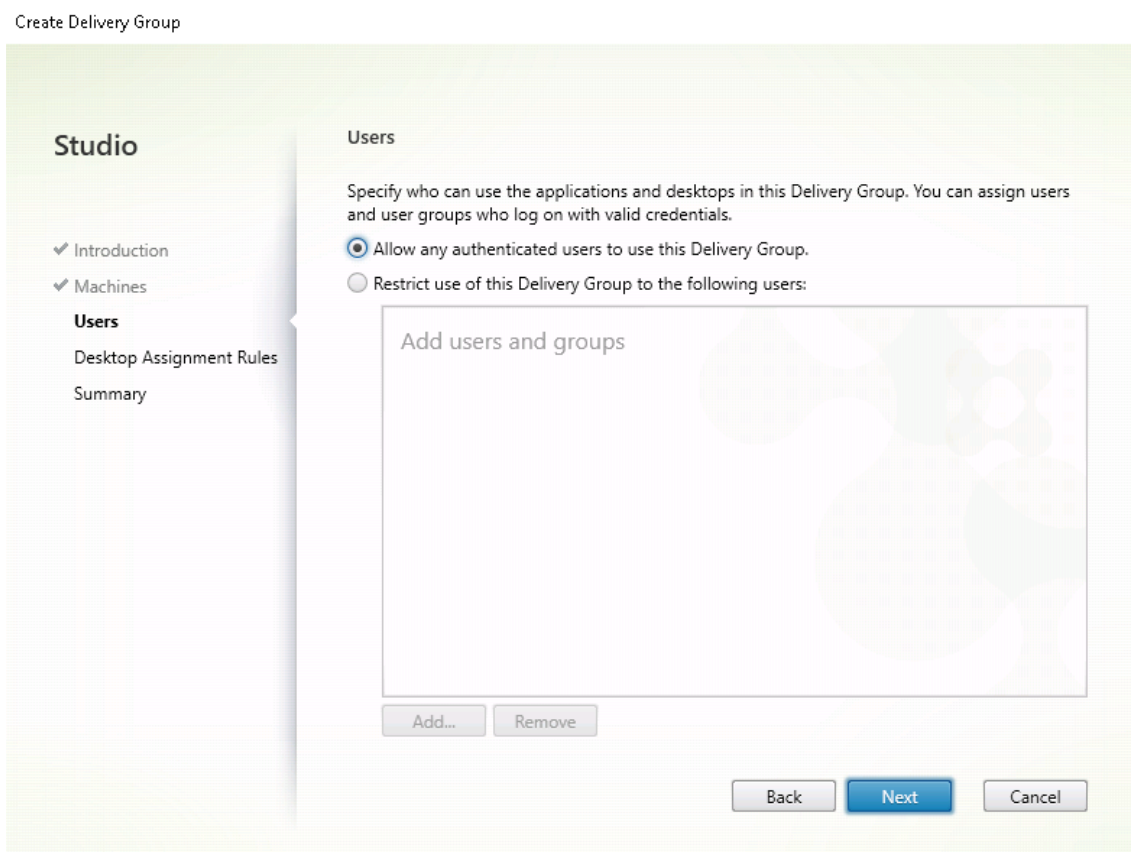 Create Delivery Group
Studio
Introduction
Machines
Users
Desktop Assignment Rules
Summary
Users
Specify who can use the applications and desktops in this Delivery Group. You can assign users
and user groups who log on with valid credentials.
Allow any authenticated users to use this Delivery Group.
Restrict use of this Delivery Group to the following users:
Add users and groups
Add... Remove
Back Next Cancel